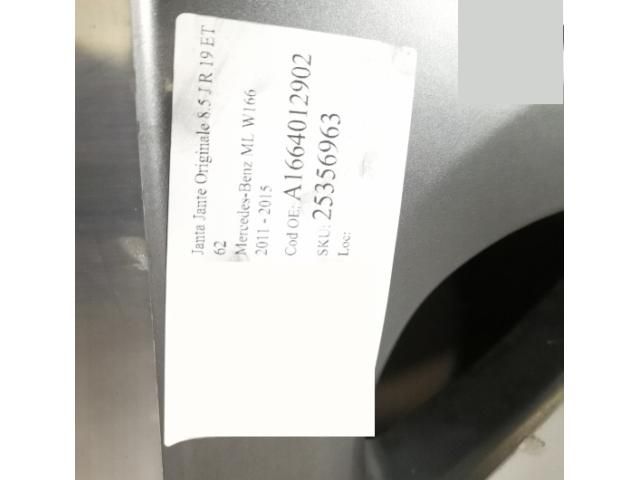 Janta Jante Originale 8.5 J R 19 ET
62
Mercedes-Benz ML W166
2011 - 2015
Cod OE: A1664012902
SKU: 25356963
Loc: